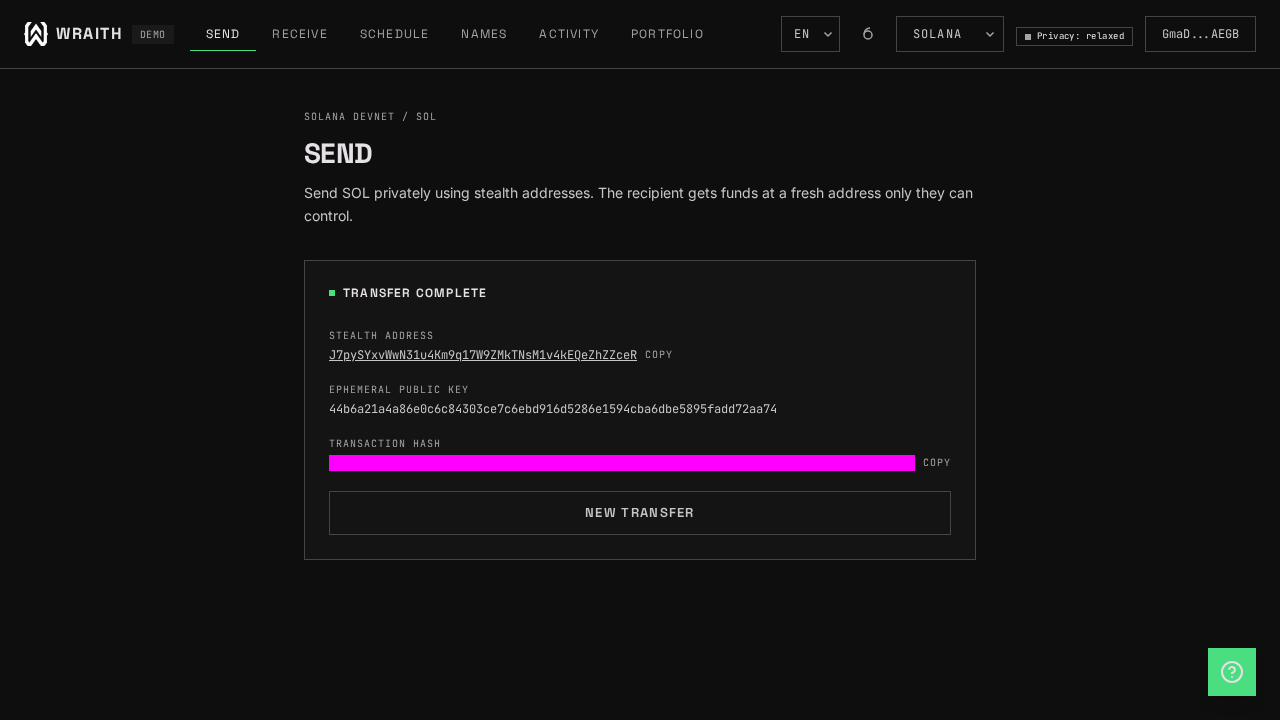 WRAITH DEMO SEND RECEIVE SCHEDULE NAMES ACTIVITY PORTFOLIO EN SOLANA Privacy: relaxed GmaD...AEGB
SOLANA DEVNET / SOL
SEND
Send SOL privately using stealth addresses. The recipient gets funds at a fresh address only they can
control.
TRANSFER COMPLETE
STEALTH ADDRESS
J7pySYxvWwN31u4Km9q17W9ZMkTNsM1v4kEQeZhZZceR COPY
EPHEMERAL PUBLIC KEY
44b6a21a4a86e0c6c84303ce7c6ebd916d5286e1594cba6dbe5895fadd72aa74
TRANSACTION HASH
COPY
NEW TRANSFER